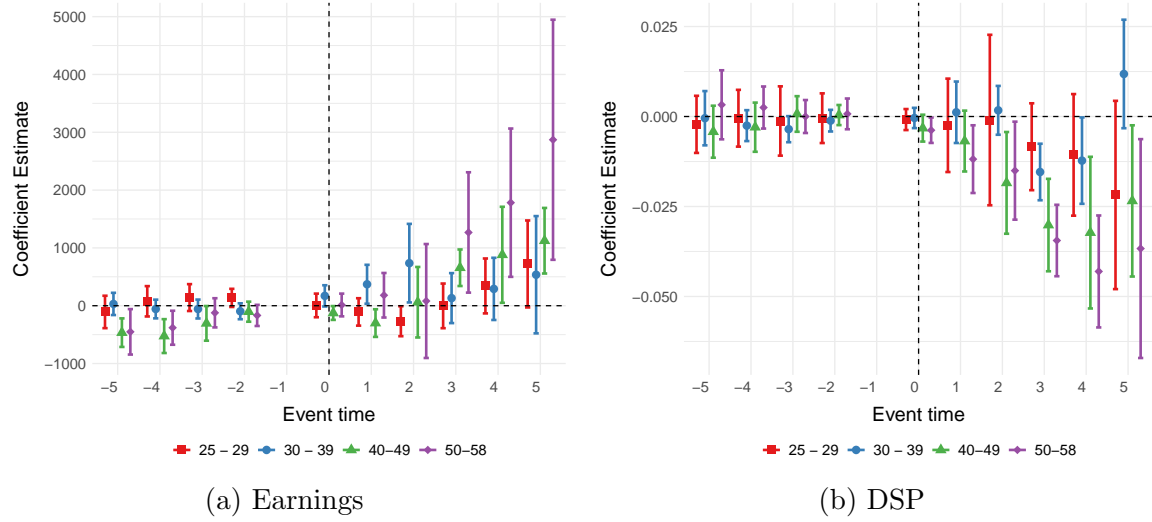 5000
4000
3000
2000
1000
0
−1000
Coefficient Estimate
−5 −4 −3 −2 −1 0 1 2 3 4 5
Event time
25 − 29 30 − 39 40−49 50−58
(a) Earnings
0.025
0.000
−0.025
−0.050
Coefficient Estimate
−5 −4 −3 −2 −1 0 1 2 3 4 5
Event time
25 − 29 30 − 39 40−49 50−58
(b) DSP